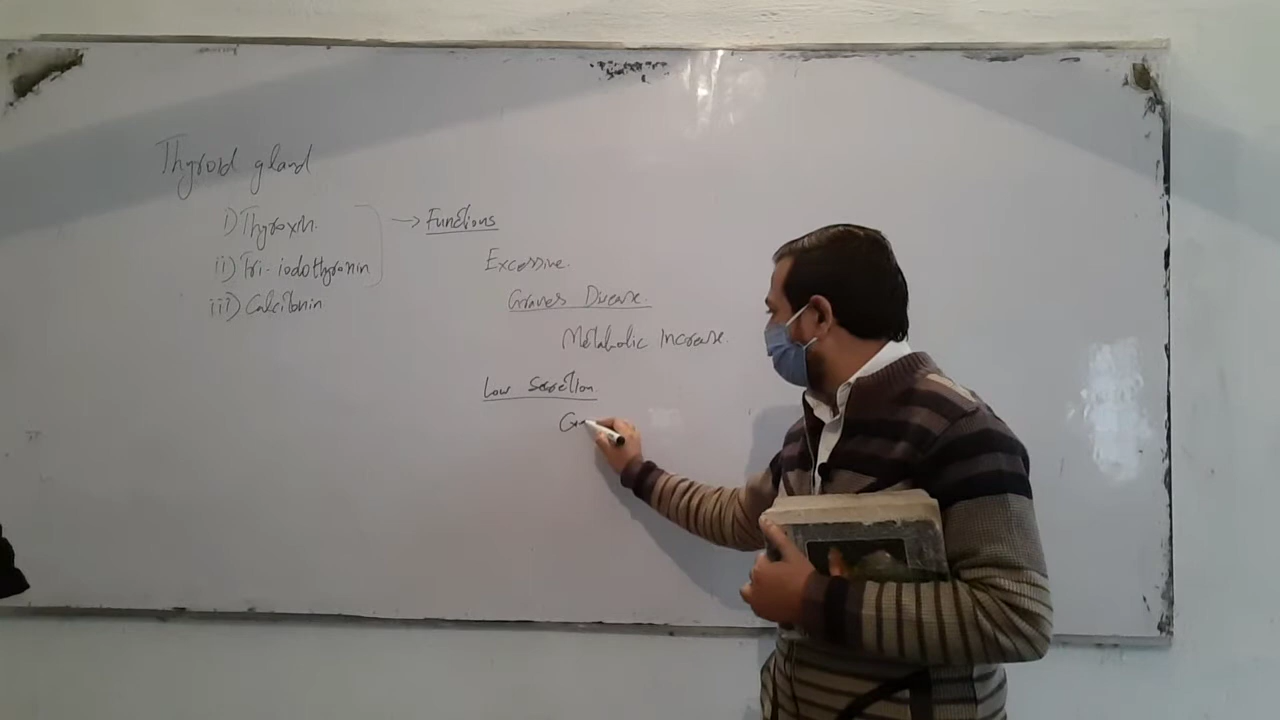 Thyroid gland
i) Thyroxin.
ii) Tri-iodothyronin
iii) Calcitonin
→ Functions
Excessive.
Graves Disease.
Metabolic Increase.
Low Secretion.